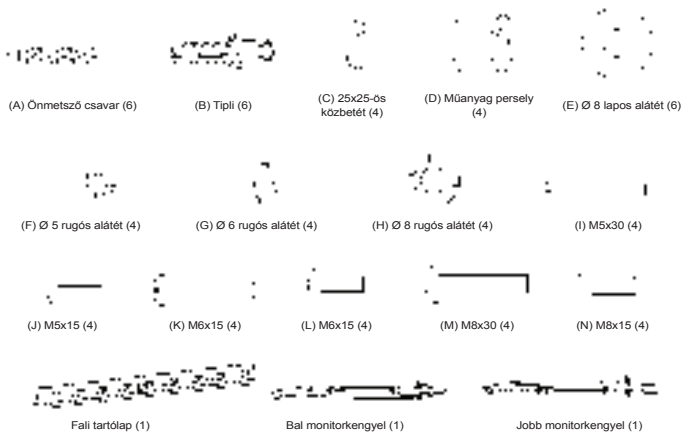 (A) Önmetsző csavar (6)
(B) Tipli (6)
(C) 25x25-ös
közbetét (4)
(D) Műanyag persely
(4)
(E) Ø 8 lapos alátét (6)
(F) Ø 5 rugós alátét (4)
(G) Ø 6 rugós alátét (4)
(H) Ø 8 rugós alátét (4)
(I) M5x30 (4)
(J) M5x15 (4)
(K) M6x15 (4)
(L) M6x15 (4)
(M) M8x30 (4)
(N) M8x15 (4)
Fali tartólap (1)
Bal monitorkengyel (1)
Jobb monitorkengyel (1)